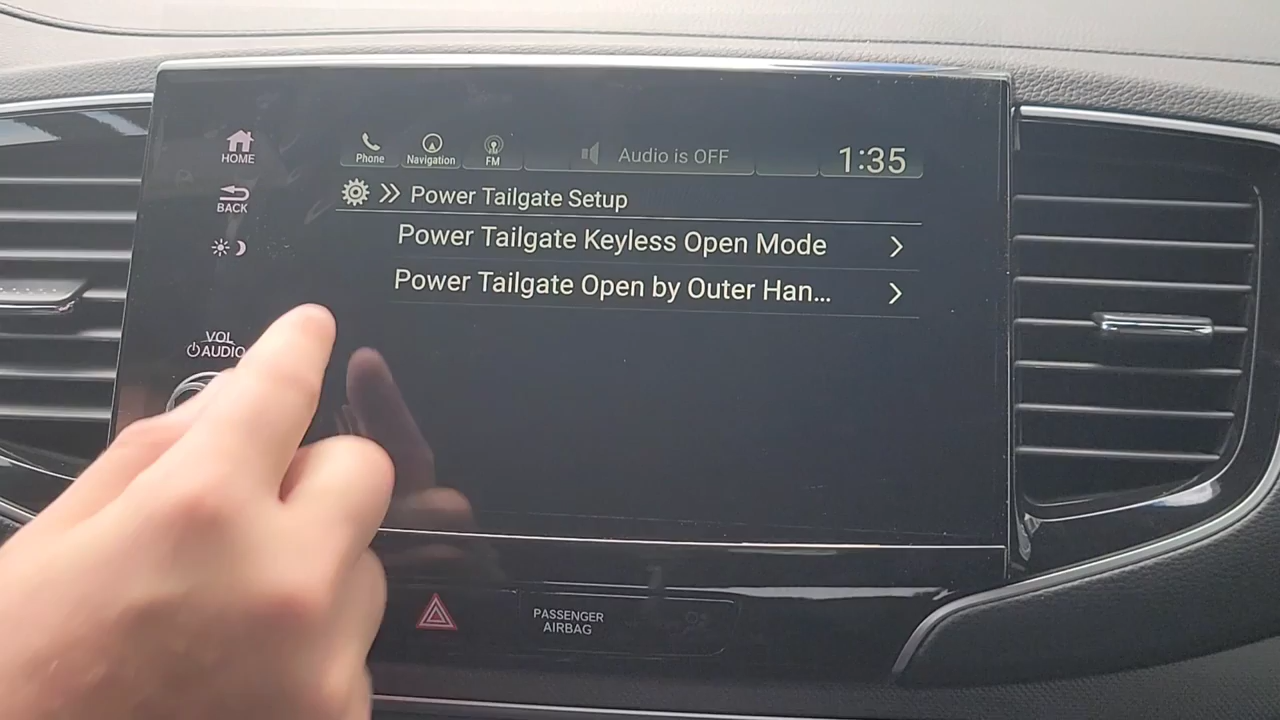 HOME
BACK
VOL
AUDIO
Phone
Navigation
FM
Audio is OFF
1:35
Power Tailgate Setup
Power Tailgate Keyless Open Mode
Power Tailgate Open by Outer Han...
PASSENGER
AIRBAG